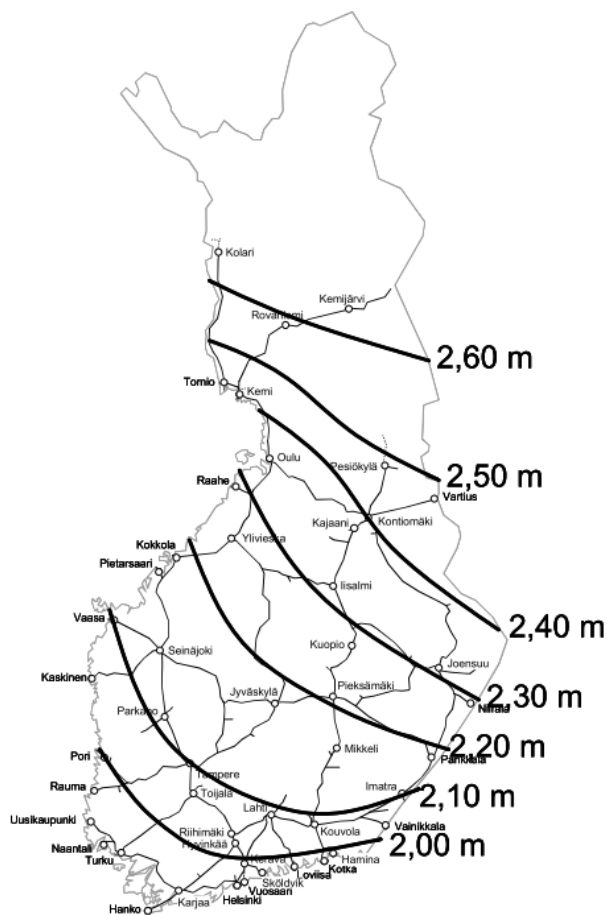 Kolari
Kemijärvi
Rovaniemi
2,60 m
Tornio
Kemi
2,50 m
Oulu
Pesiökylä
Raahe
Vartius
Kajaani
Kontiomäki
Ylivieska
Kokkola
Pietarsaari
Iisalmi
2,40 m
Vaasa
Seinäjoki
Kuopio
Joensuu
Kaskinen
Jyväskylä
Pieksämäki
2,30 m
Niirala
Parkano
2,20 m
Mikkeli
Parikkala
Pori
Tampere
Rauma
Toijala
Imatra
2,10 m
Lahti
Uusikaupunki
Riihimäki
Kouvola
Vainikkala
Hyvinkää
2,00 m
Naantali
Turku
Kerava
Hamina
Kotka
Loviisa
Sköldvik
Vuosaari
Helsinki
Karjaa
Hanko